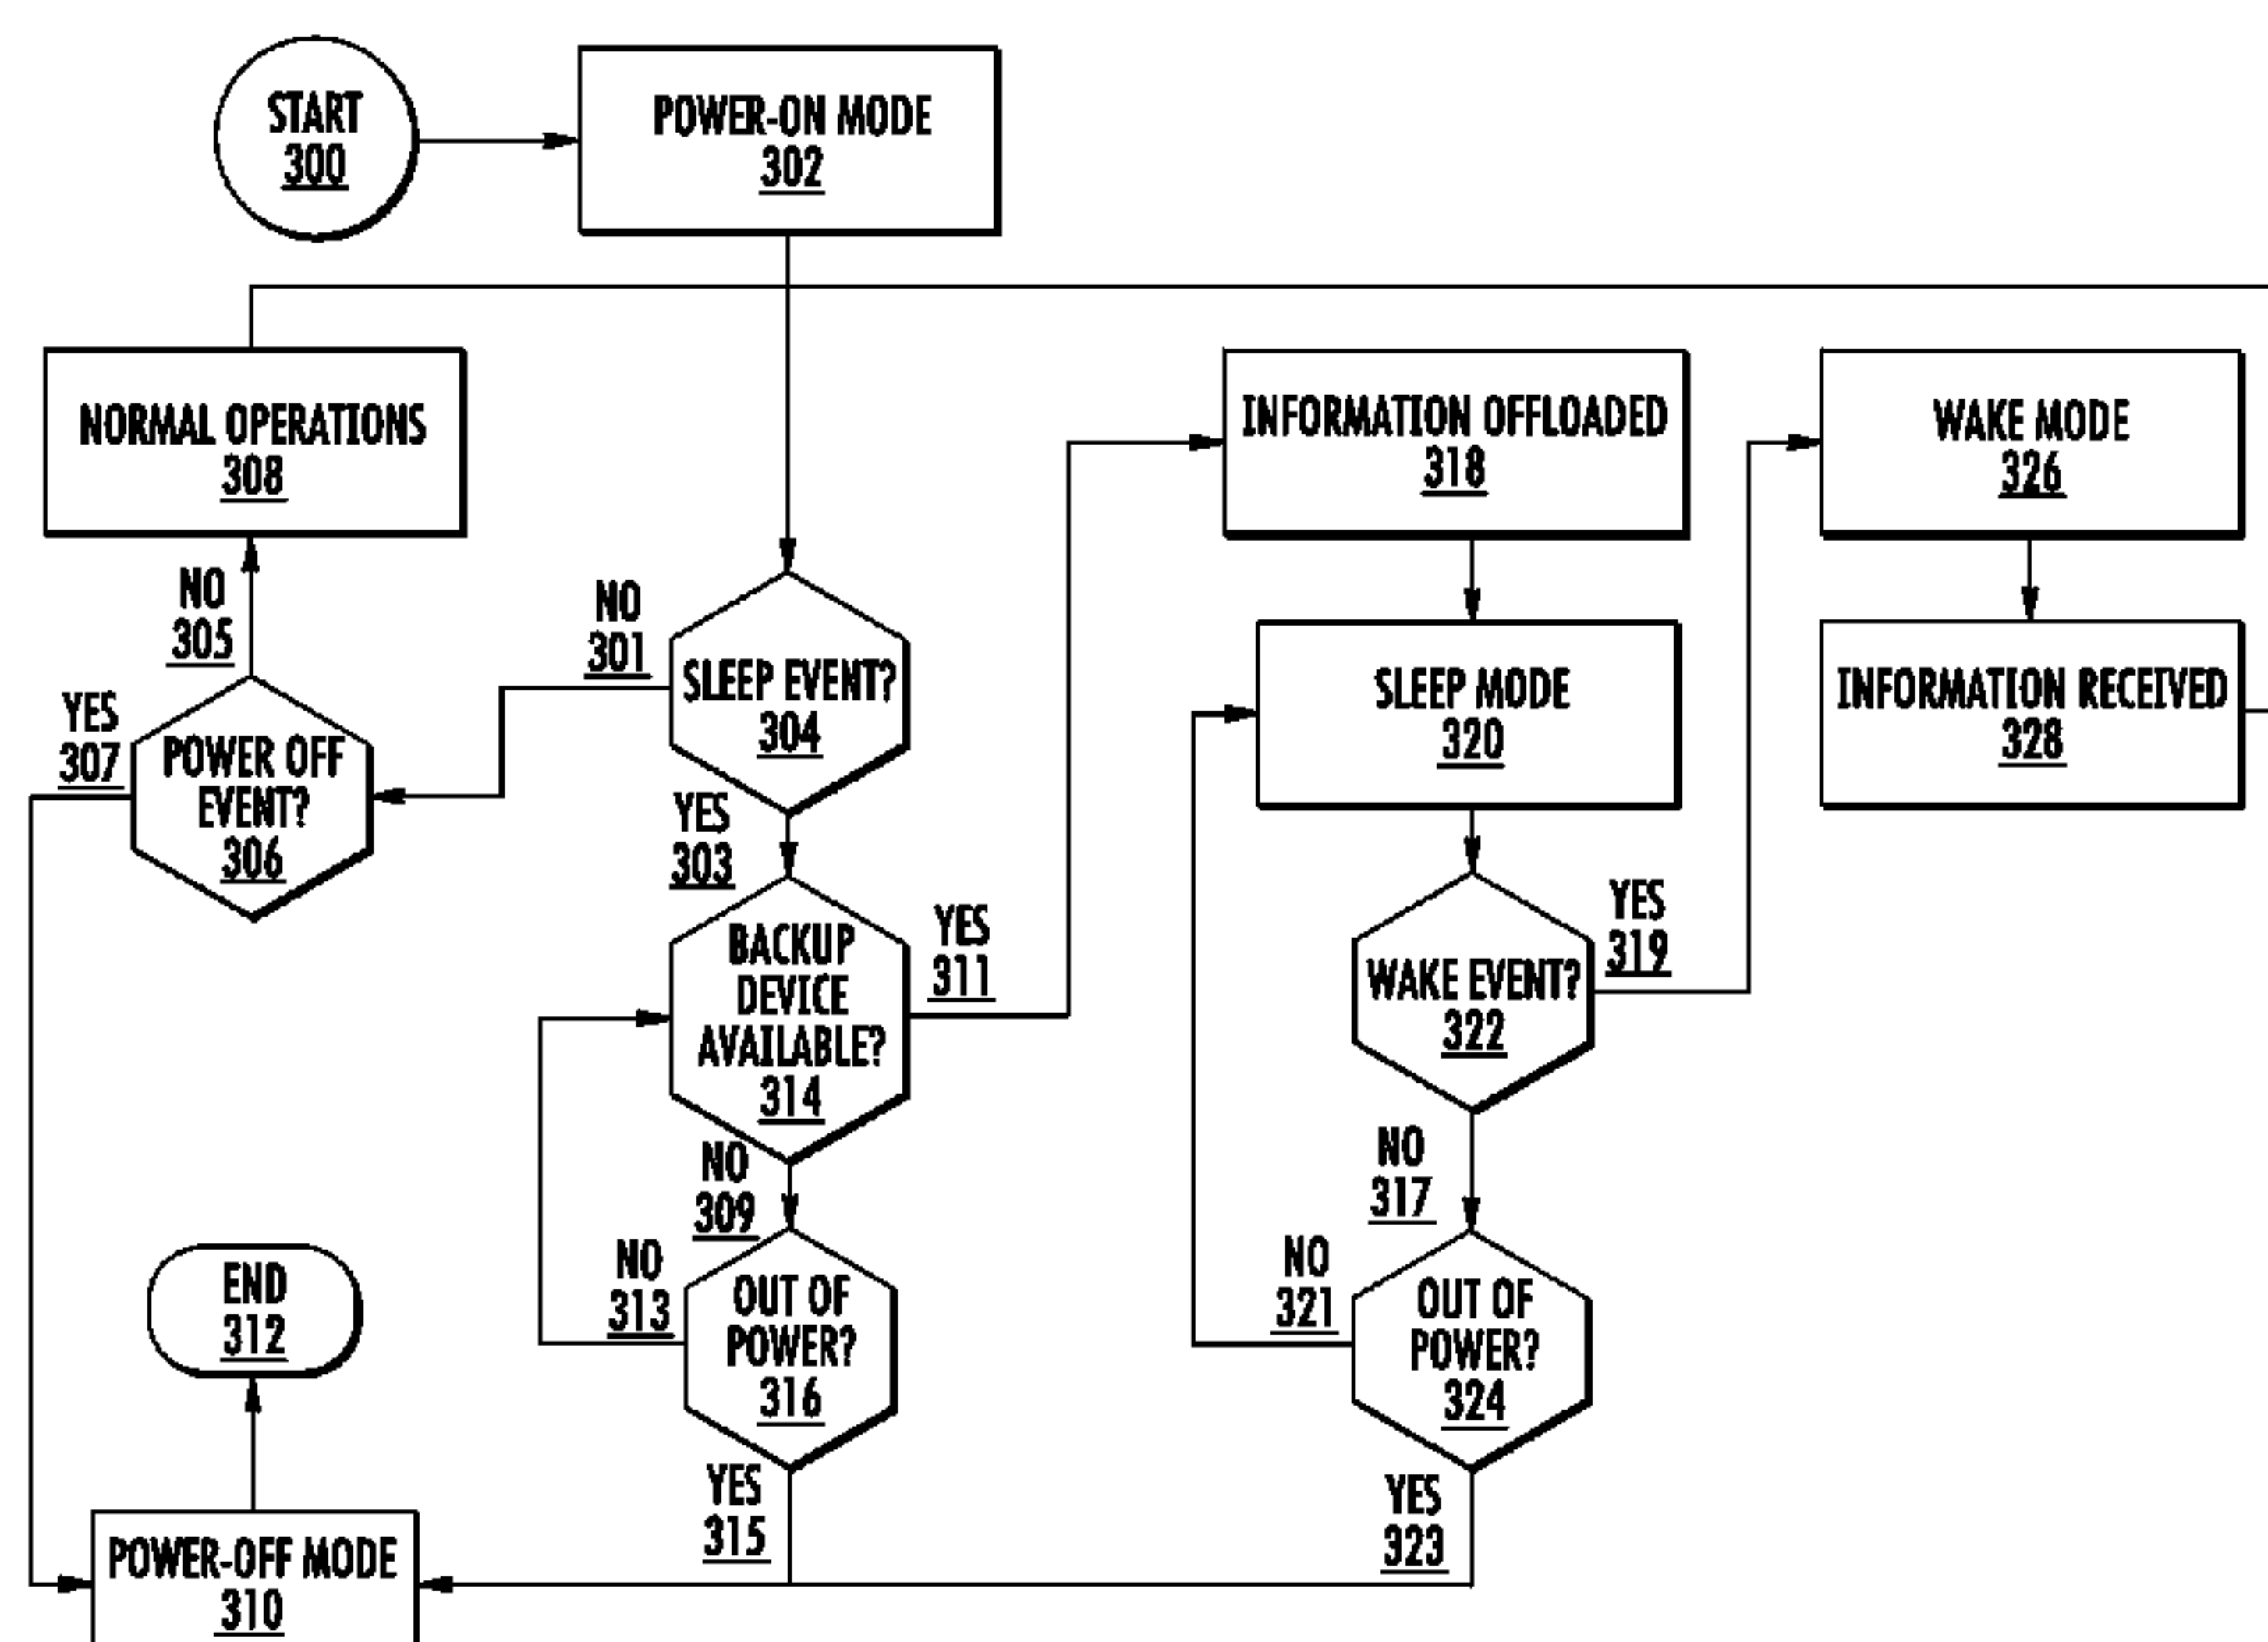 START
300
POWER-ON MODE
302
NORMAL OPERATIONS
308
INFORMATION OFFLOADED
318
WAKE MODE
326
NO
305
NO
301
SLEEP EVENT?
304
SLEEP MODE
320
INFORMATION RECEIVED
328
YES
307
POWER OFF
EVENT?
306
YES
303
BACKUP
DEVICE
AVAILABLE?
314
YES
311
WAKE EVENT?
322
YES
319
NO
309
NO
317
NO
313
OUT OF
POWER?
316
NO
321
OUT OF
POWER?
324
END
312
YES
315
YES
323
POWER-OFF MODE
310